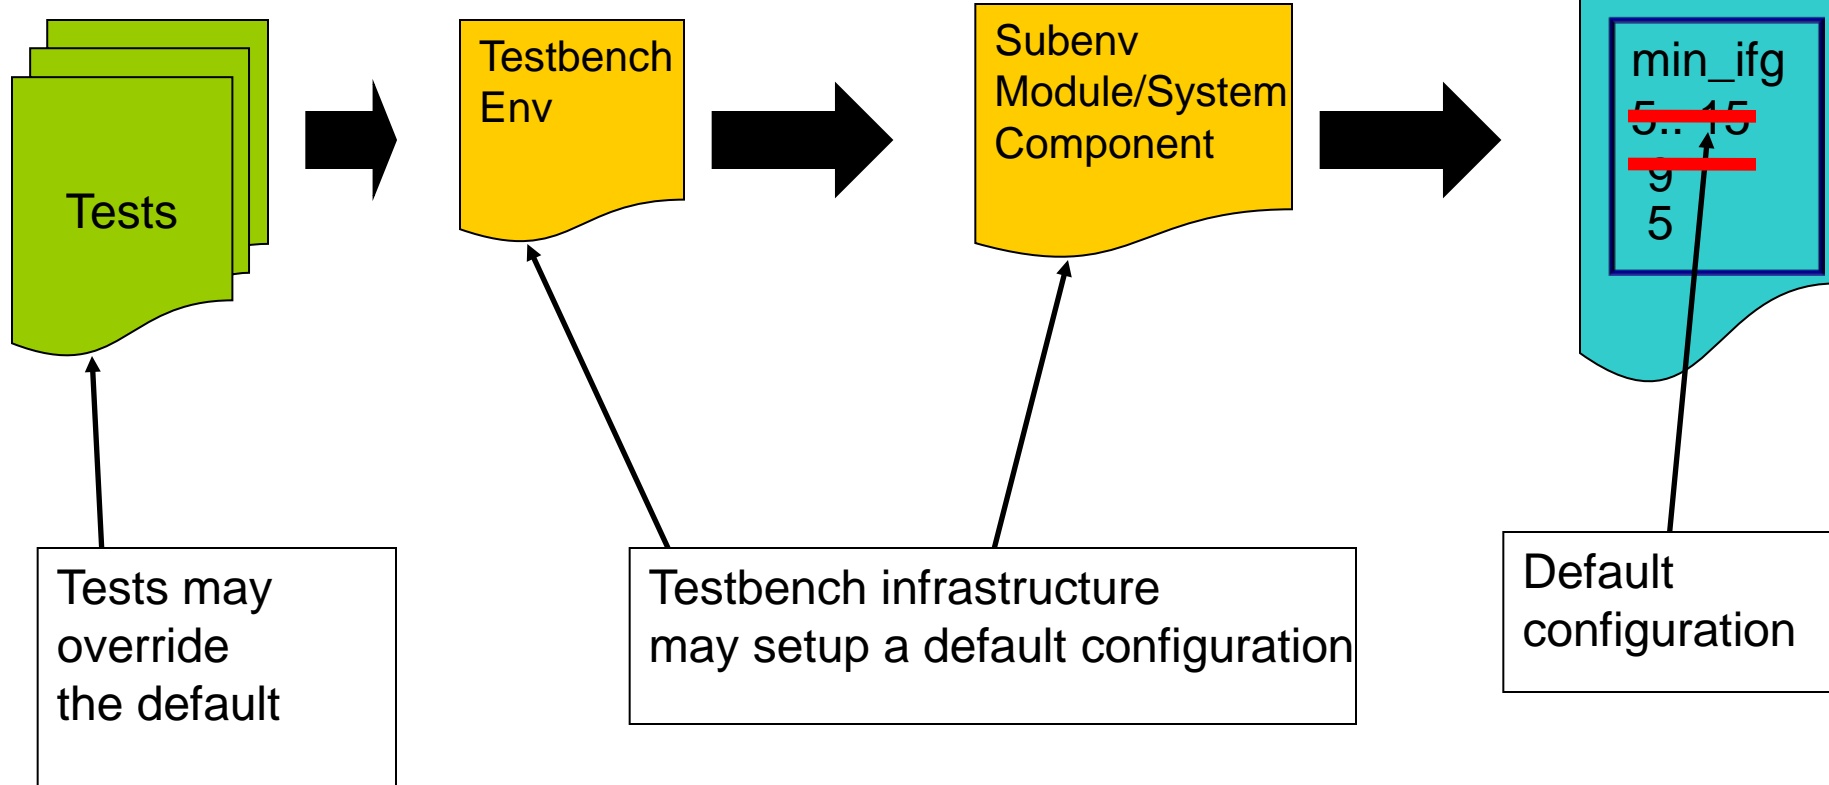 Tests
Testbench
Env
Subenv
Module/System
Component
min_ifg
5.. 15
9
5
Tests may
override
the default
Testbench infrastructure
may setup a default configuration
Default
configuration